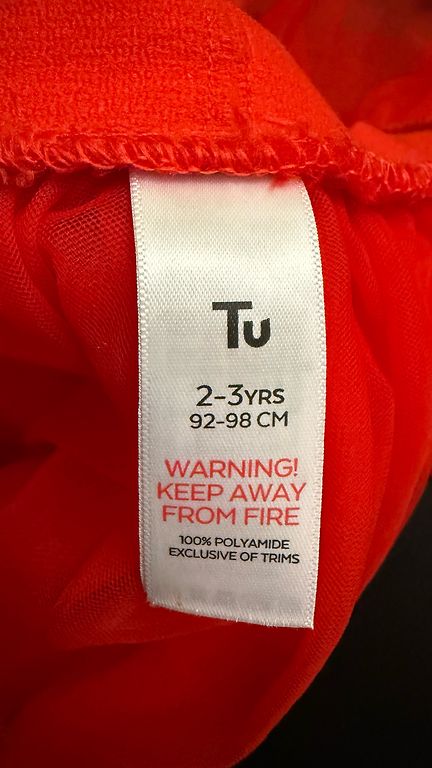 Tu
2-3YRS
92-98 CM
WARNING!
KEEP AWAY
FROM FIRE
100% POLYAMIDE
EXCLUSIVE OF TRIMS